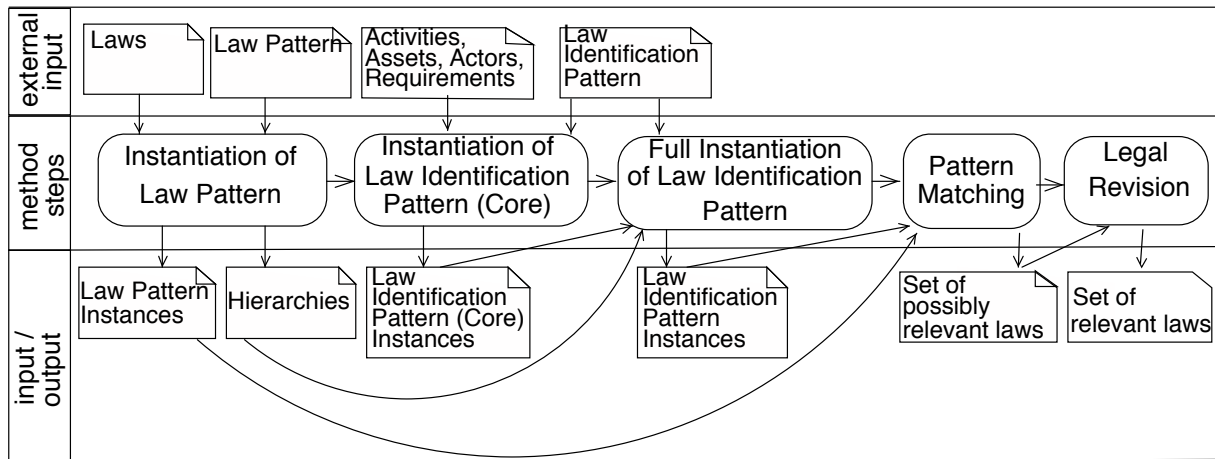 external
input
Laws
Law Pattern
Activities,
Assets, Actors,
Requirements
Law
Identification
Pattern
method
steps
Instantiation of
Law Pattern
Instantiation of
Law Identification
Pattern (Core)
Full Instantiation
of Law Identification
Pattern
Pattern
Matching
Legal
Revision
input /
output
Law Pattern
Instances
Hierarchies
Law
Identification
Pattern (Core)
Instances
Law
Identification
Pattern
Instances
Set of
possibly
relevant laws
Set of
relevant laws